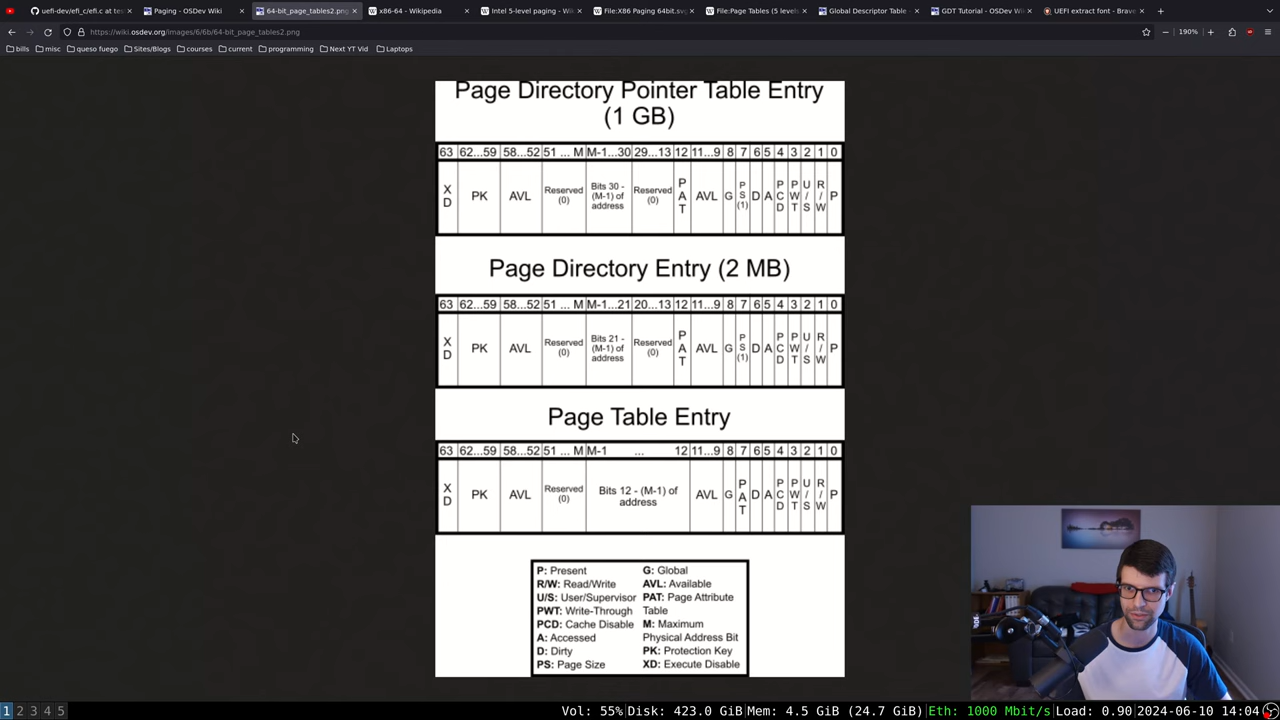 uefi-dev/efi_c/efi.c at tes
Paging - OSDev Wiki
64-bit_page_tables2.png
x86-64 - Wikipedia
Intel 5-level paging - Wik
File:X86 Paging 64bit.svg
File:Page Tables (5 levels
Global Descriptor Table -
GDT Tutorial - OSDev Wi
UEFI extract font - Brave
https://wiki.osdev.org/images/6/6b/64-bit_page_tables2.png
190%
bills
misc
queso fuego
Sites/Blogs
courses
current
programming
Next YT Vid
Laptops
Page Directory Pointer Table Entry
(1 GB)
63 62...59 58...52 51 ... M M-1...30 29...13 12 11...9 8 7 6 5 4 3 2 1 0
XD PK AVL Reserved (0) Bits 30 - (M-1) of address Reserved (0) PAT AVL G PS (1) D A PCD PWT U/S R/W P
Page Directory Entry (2 MB)
63 62...59 58...52 51 ... M M-1...21 20...13 12 11...9 8 7 6 5 4 3 2 1 0
XD PK AVL Reserved (0) Bits 21 - (M-1) of address Reserved (0) PAT AVL G PS (1) D A PCD PWT U/S R/W P
Page Table Entry
63 62...59 58...52 51 ... M M-1 ... 12 11...9 8 7 6 5 4 3 2 1 0
XD PK AVL Reserved (0) Bits 12 - (M-1) of address AVL G PAT D A PCD PWT U/S R/W P
P: Present
R/W: Read/Write
U/S: User/Supervisor
PWT: Write-Through
PCD: Cache Disable
A: Accessed
D: Dirty
PS: Page Size
G: Global
AVL: Available
PAT: Page Attribute
Table
M: Maximum
Physical Address Bit
PK: Protection Key
XD: Execute Disable
1 2 3 4 5
Vol: 55% Disk: 423.0 GiB Mem: 4.5 GiB (24.7 GiB) Eth: 1000 Mbit/s Load: 0.90 2024-06-10 14:04